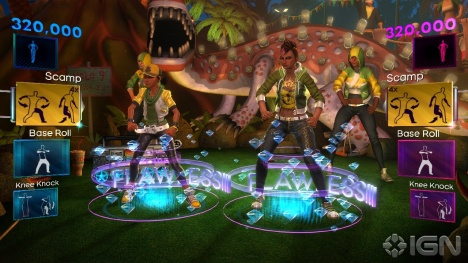 320,000
Scamp
4X
Base Roll
Knee Knock
320,000
Scamp
4X
Base Roll
Knee Knock
FLAWLESS!!!
FLAWLESS!!!
IGN